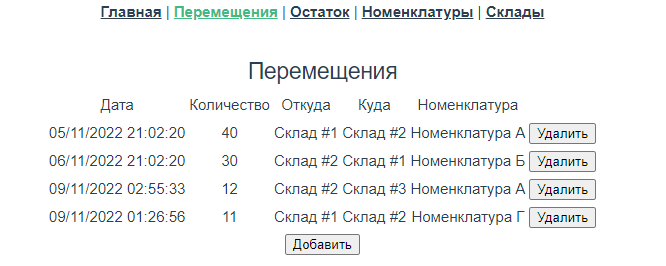 Главная | Перемещения | Остаток | Номенклатуры | Склады
Перемещения
Дата Количество Откуда Куда Номенклатура
05/11/2022 21:02:20 40 Склад #1 Склад #2 Номенклатура А Удалить
06/11/2022 21:02:20 30 Склад #2 Склад #1 Номенклатура Б Удалить
09/11/2022 02:55:33 12 Склад #2 Склад #3 Номенклатура А Удалить
09/11/2022 01:26:56 11 Склад #1 Склад #2 Номенклатура Г Удалить
Добавить